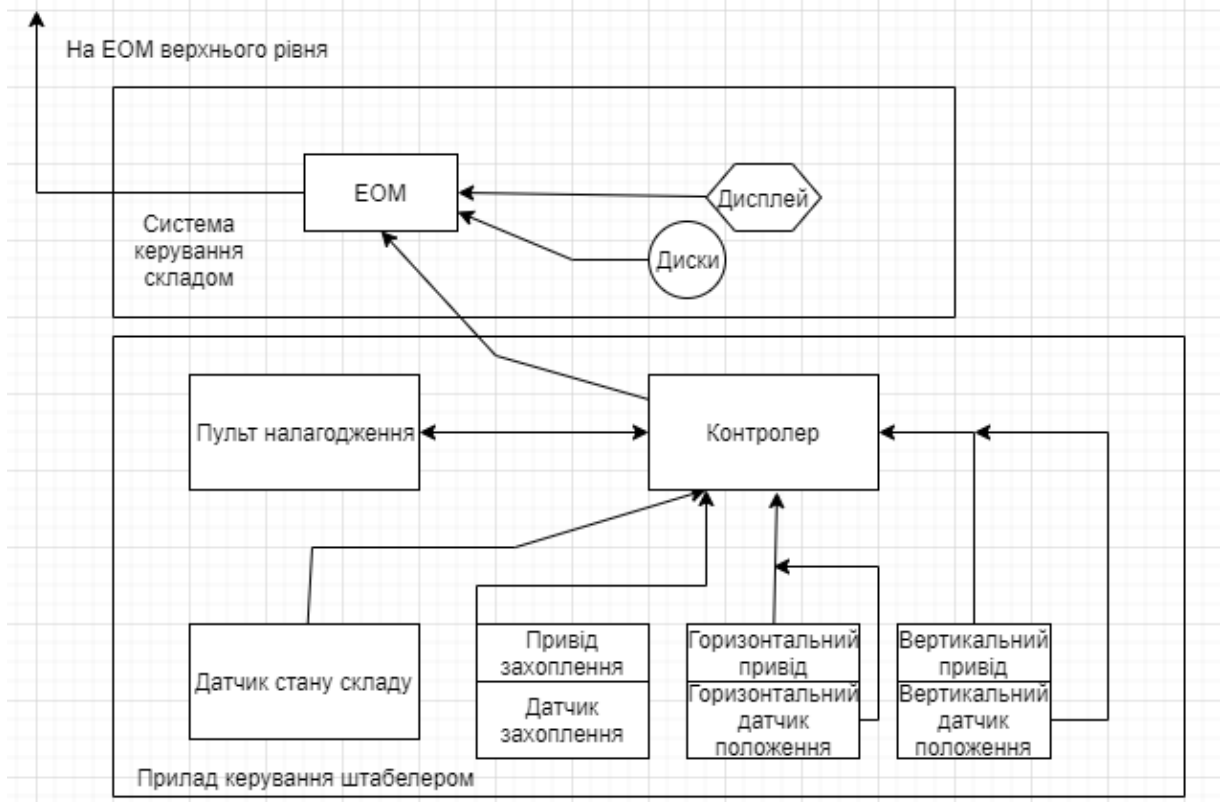 На ЕОМ верхнього рівня
ЕОМ
Дисплей
Система
керування
складом
Диски
Пульт налагодження
Контролер
Датчик стану складу
Привід
захоплення
Датчик
захоплення
Горизонтальний
привід
Горизонтальний
датчик
положення
Вертикальний
привід
Вертикальний
датчик
положення
Прилад керування штабелером